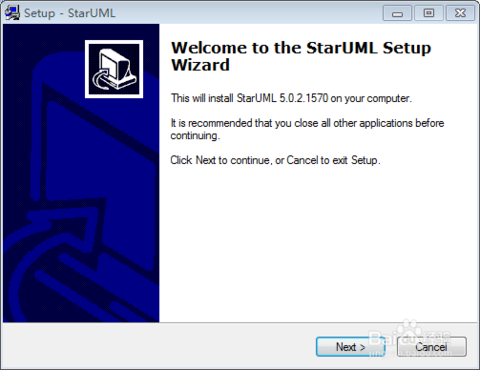 Setup - StarUML
Welcome to the StarUML Setup
Wizard
This will install StarUML 5.0.2.1570 on your computer.
It is recommended that you close all other applications before
continuing.
Click Next to continue, or Cancel to exit Setup.
Next >
Cancel